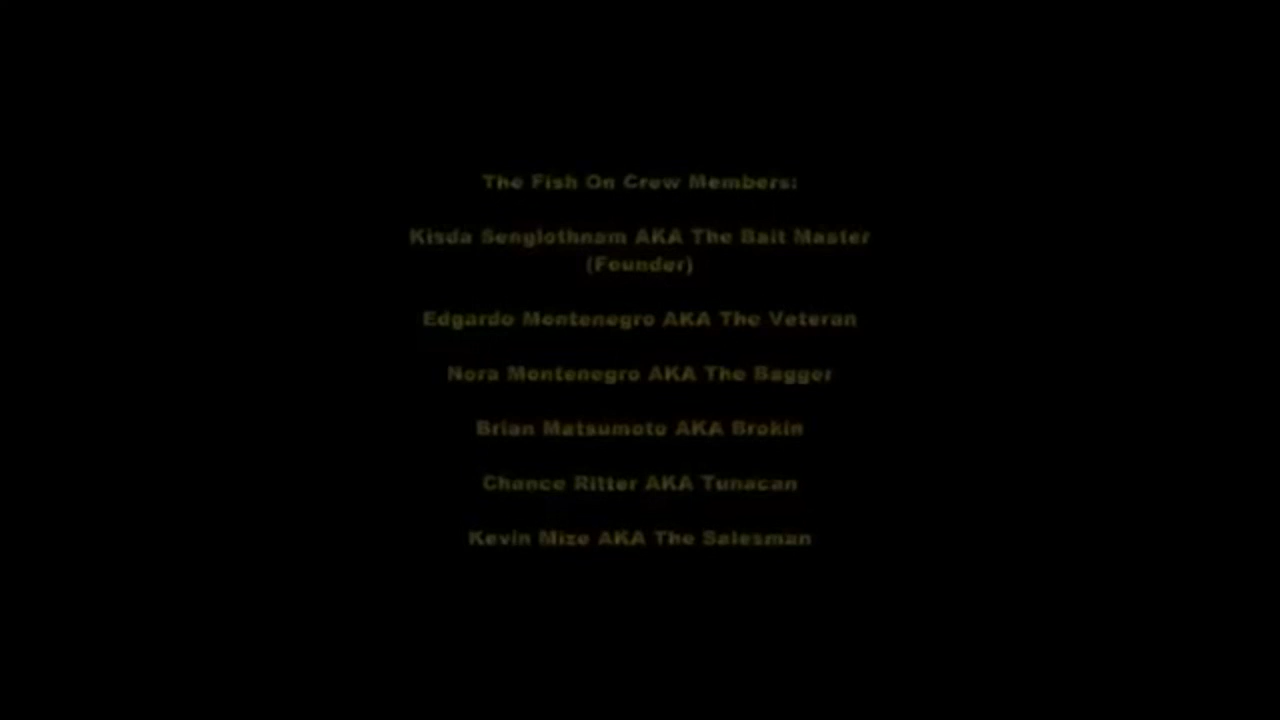 The Fish On Crew Members:
Kisda Senglothnam AKA The Bait Master
(Founder)
Edgardo Montenegro AKA The Veteran
Nora Montenegro AKA The Bagger
Brian Matsumoto AKA Brokin
Chance Ritter AKA Tunacan
Kevin Mize AKA The Salesman